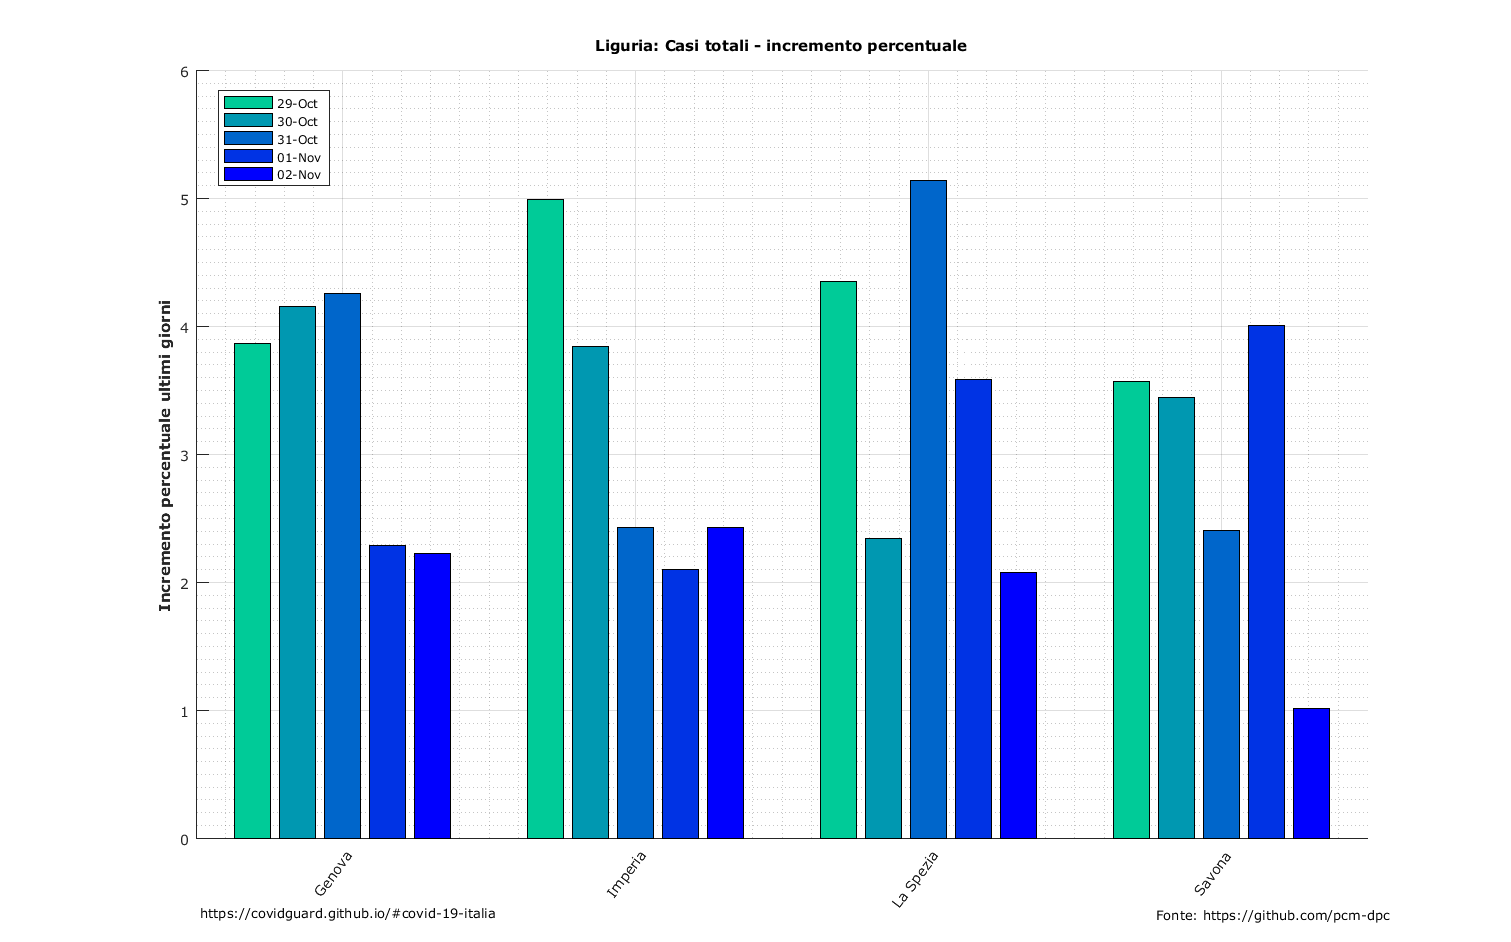 Liguria: Casi totali - incremento percentuale
6
5
4
3
2
1
0
Incremento percentuale ultimi giorni
29-Oct
30-Oct
31-Oct
01-Nov
02-Nov
Genova
Imperia
La Spezia
Savona
https://covidguard.github.io/#covid-19-italia
Fonte: https://github.com/pcm-dpc